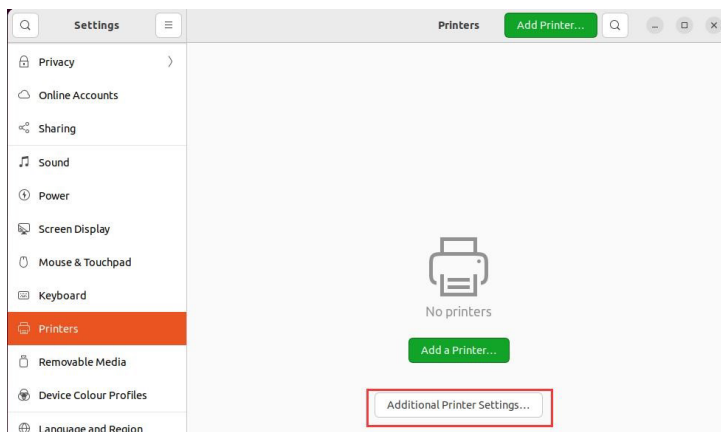 Settings
Printers
Add Printer...
Privacy
Online Accounts
Sharing
Sound
Power
Screen Display
Mouse & Touchpad
Keyboard
Printers
Removable Media
Device Colour Profiles
Language and Region
No printers
Add a Printer...
Additional Printer Settings...